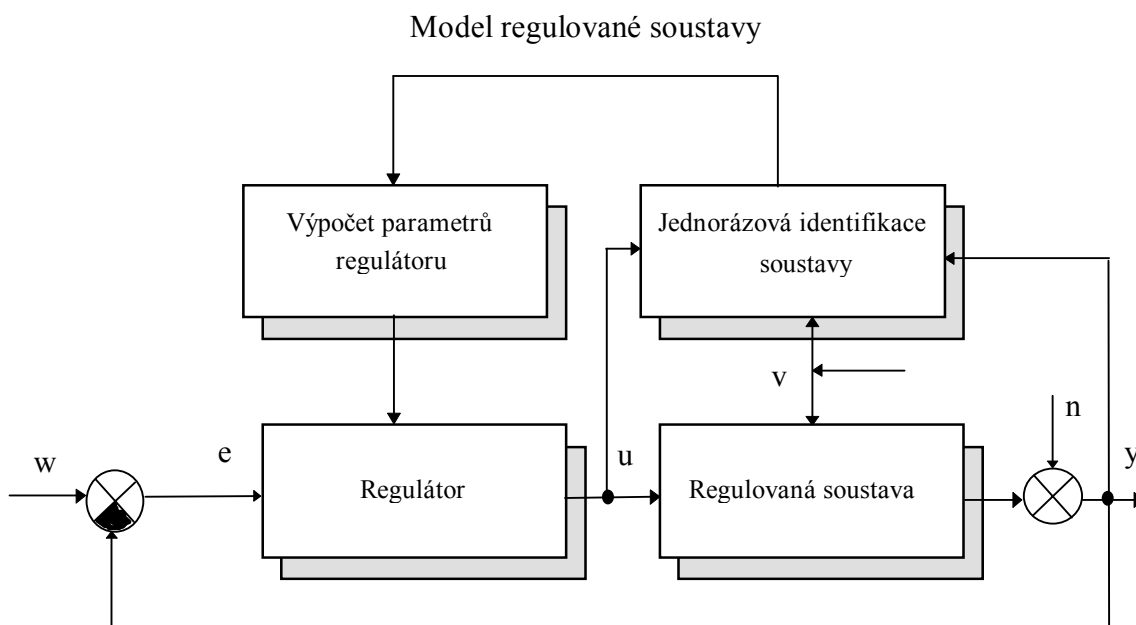 Model regulované soustavy
Výpočet parametrů
regulátoru
Jednorázová identifikace
soustavy
v
n
w
e
Regulátor
u
Regulovaná soustava
y